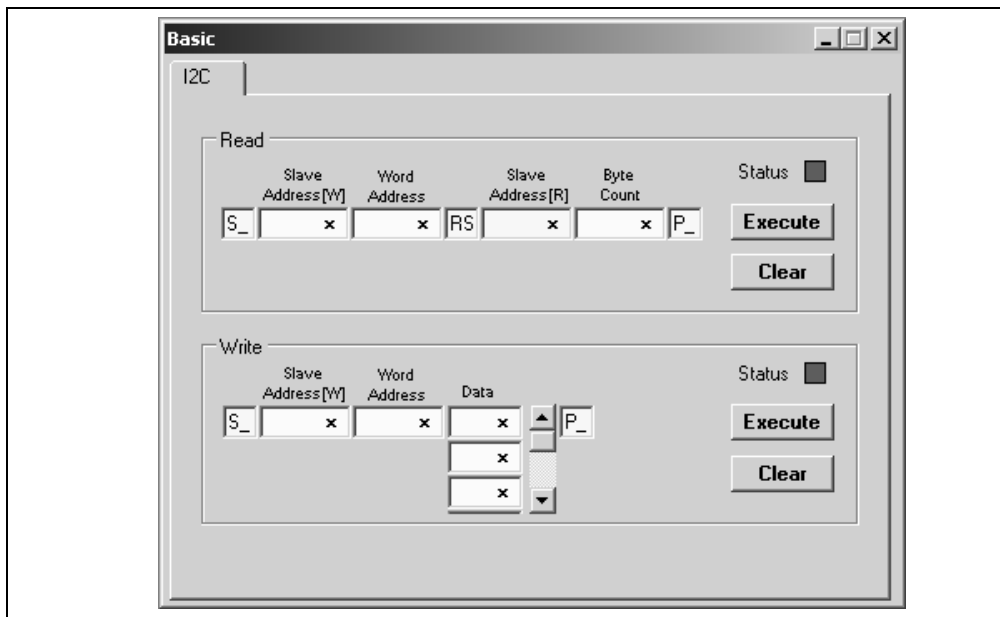 Basic
I2C
Read
Slave Address[W]
Word Address
Slave Address[R]
Byte Count
Status
S_ x x RS x x P_
Execute
Clear
Write
Slave Address[W]
Word Address
Data
Status
S_ x x x P_
Execute
x
Clear
x